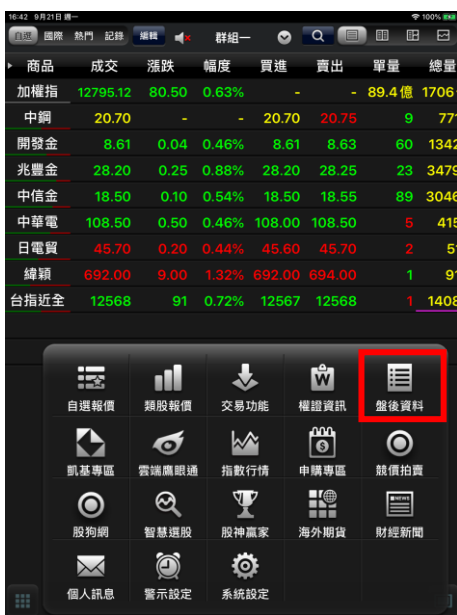 16:42 9月21日 週一 100%
自選 國際 熱門 記錄 編輯 群組一
商品 成交 漲跌 幅度 買進 賣出 單量 總量
加權指 12795.12 80.50 0.63% - - 89.4億 1706
中鋼 20.70 - - 20.70 20.75 9 771
開發金 8.61 0.04 0.46% 8.61 8.63 60 1342
兆豐金 28.20 0.25 0.88% 28.20 28.25 23 3479
中信金 18.50 0.10 0.54% 18.50 18.55 89 3046
中華電 108.50 0.50 0.46% 108.00 108.50 5 415
日電貿 45.70 0.20 0.44% 45.60 45.70 2 5
緯穎 692.00 9.00 1.32% 692.00 694.00 1 9
台指近全 12568 91 0.72% 12567 12568 1 1408
自選報價 類股報價 交易功能 權證資訊 盤後資料
凱基專區 雲端鷹眼通 指數行情 申購專區 競價拍賣
股狗網 智慧選股 股神贏家 海外期貨 財經新聞
個人訊息 警示設定 系統設定